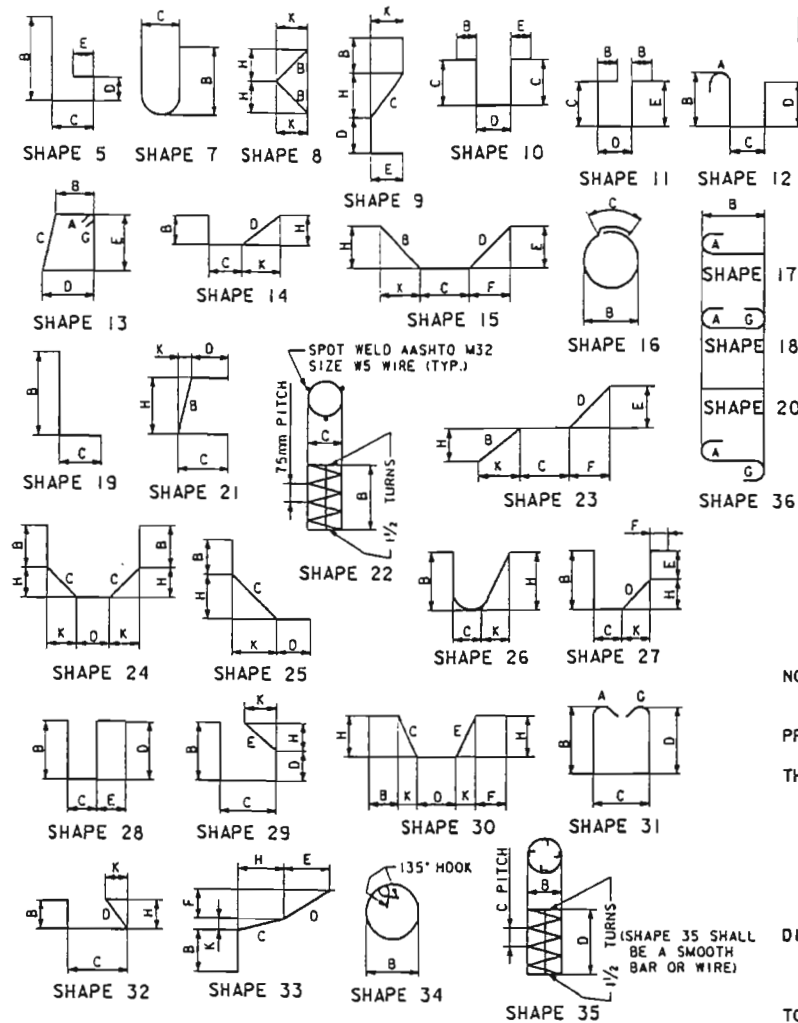 B E C D
SHAPE 5
C B
SHAPE 7
K H B B H K
SHAPE 8
K B H C D E
SHAPE 9
B E C C D
SHAPE 10
B B C E D
SHAPE 11
A B D C
SHAPE 12
B A G C E D
SHAPE 13
B D H C K
SHAPE 14
H B D E K C F
SHAPE 15
C B
SHAPE 16
B
A
SHAPE 17
A G
SHAPE 18
SHAPE 20
A
G
SHAPE 36
B C
SHAPE 19
K D H B C
SHAPE 21
SPOT WELD AASHTO M32
SIZE W5 WIRE (TYP.)
75mm PITCH
C
B
1 1/2 TURNS
SHAPE 22
H B D E K C F
SHAPE 23
B B H C C H K D K
SHAPE 24
B H C K D
SHAPE 25
B H C K
SHAPE 26
F B D E H C K
SHAPE 27
B D C E
SHAPE 28
K B E H D C
SHAPE 29
H C E H B K D K F
SHAPE 30
A G B D C
SHAPE 31
K B D H C
SHAPE 32
H E F K B C D
SHAPE 33
135° HOOK
B
SHAPE 34
C PITCH
B
D
1 1/2 TURNS
(SHAPE 35 SHALL
BE A SMOOTH
BAR OR WIRE)
SHAPE 35
NO
PR
TH
TO